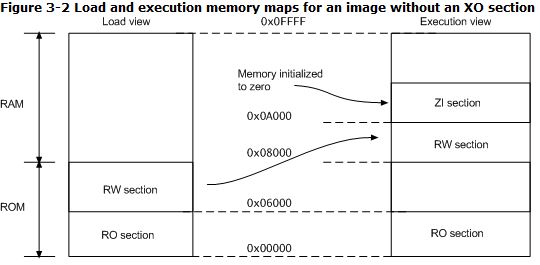 Figure 3-2 Load and execution memory maps for an image without an XO section
Load view
0x0FFFF
Execution view
Memory initialized
to zero
RAM
ZI section
0x0A000
RW section
0x08000
RW section
0x06000
ROM
RO section
RO section
0x00000